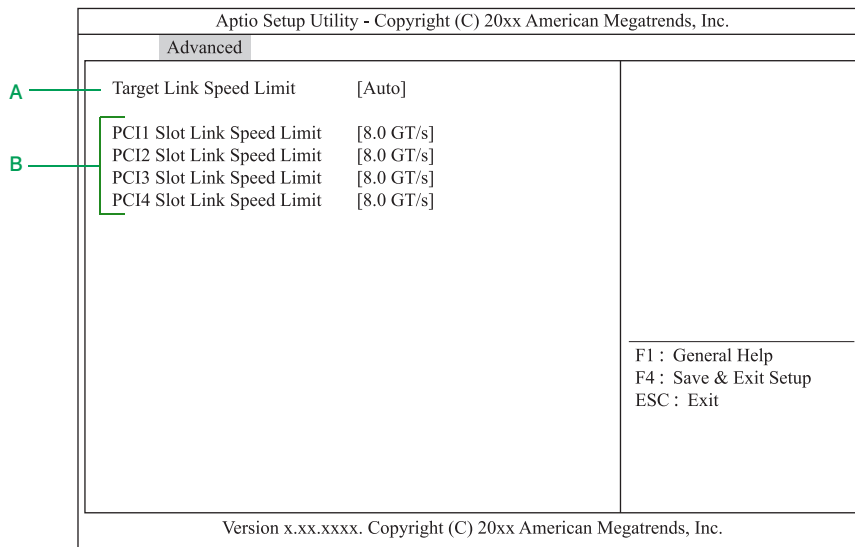 Aptio Setup Utility - Copyright (C) 20xx American Megatrends, Inc.
Advanced
A
Target Link Speed Limit [Auto]
B
PCI1 Slot Link Speed Limit [8.0 GT/s]
PCI2 Slot Link Speed Limit [8.0 GT/s]
PCI3 Slot Link Speed Limit [8.0 GT/s]
PCI4 Slot Link Speed Limit [8.0 GT/s]
F1 : General Help
F4 : Save & Exit Setup
ESC : Exit
Version x.xx.xxxx. Copyright (C) 20xx American Megatrends, Inc.